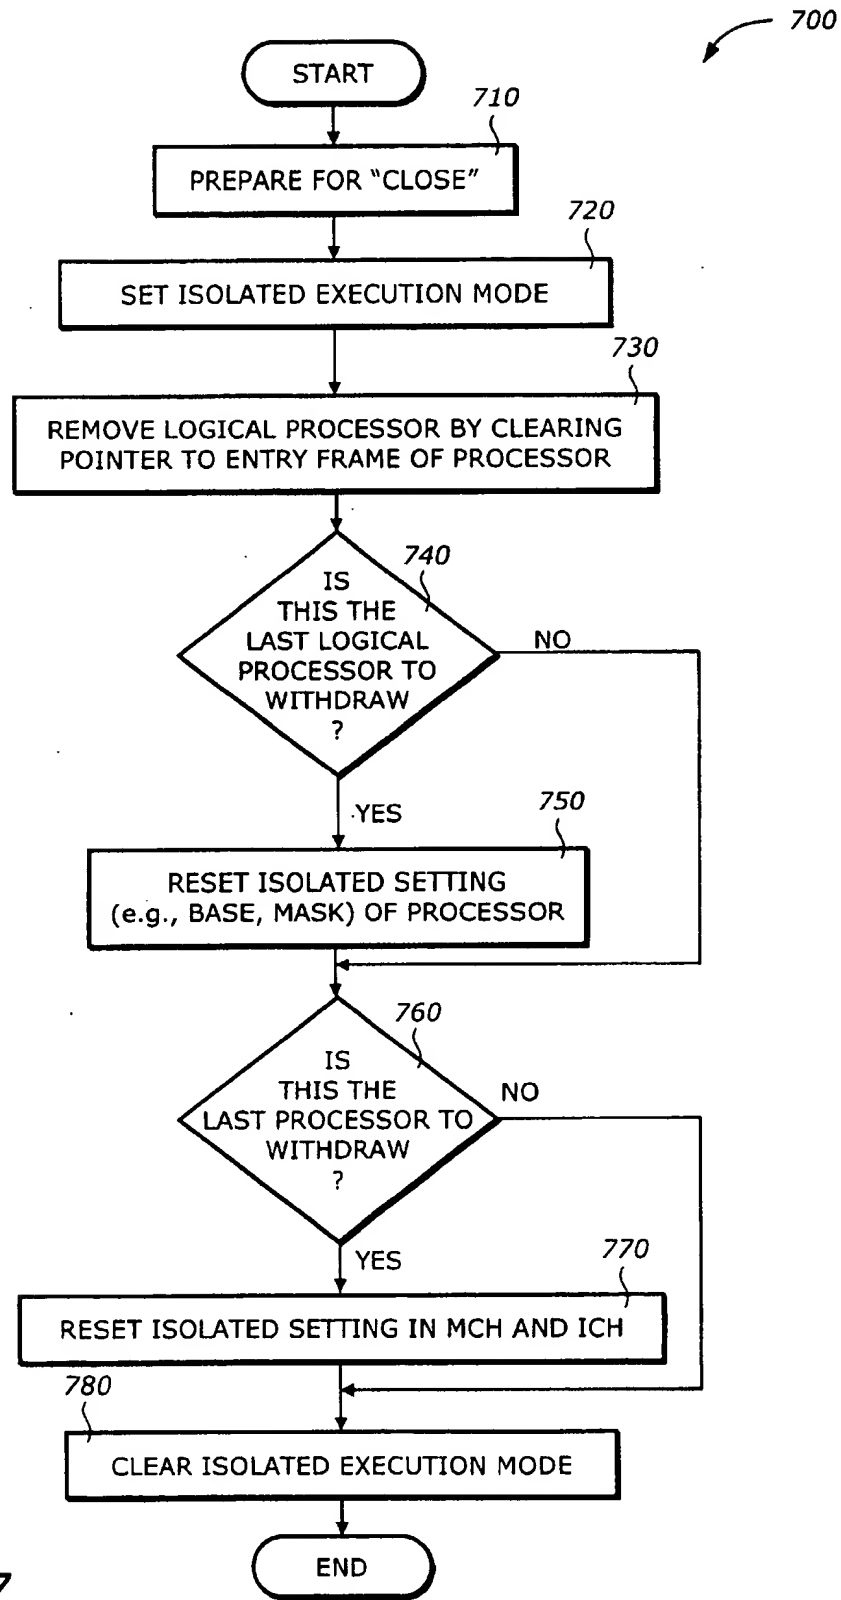 700
START
710
PREPARE FOR “CLOSE”
720
SET ISOLATED EXECUTION MODE
730
REMOVE LOGICAL PROCESSOR BY CLEARING
POINTER TO ENTRY FRAME OF PROCESSOR
740
IS
THIS THE
LAST LOGICAL
PROCESSOR TO
WITHDRAW
?
NO
YES
750
RESET ISOLATED SETTING
(e.g., BASE, MASK) OF PROCESSOR
760
IS
THIS THE
LAST PROCESSOR TO
WITHDRAW
?
NO
YES
770
RESET ISOLATED SETTING IN MCH AND ICH
780
CLEAR ISOLATED EXECUTION MODE
END
7